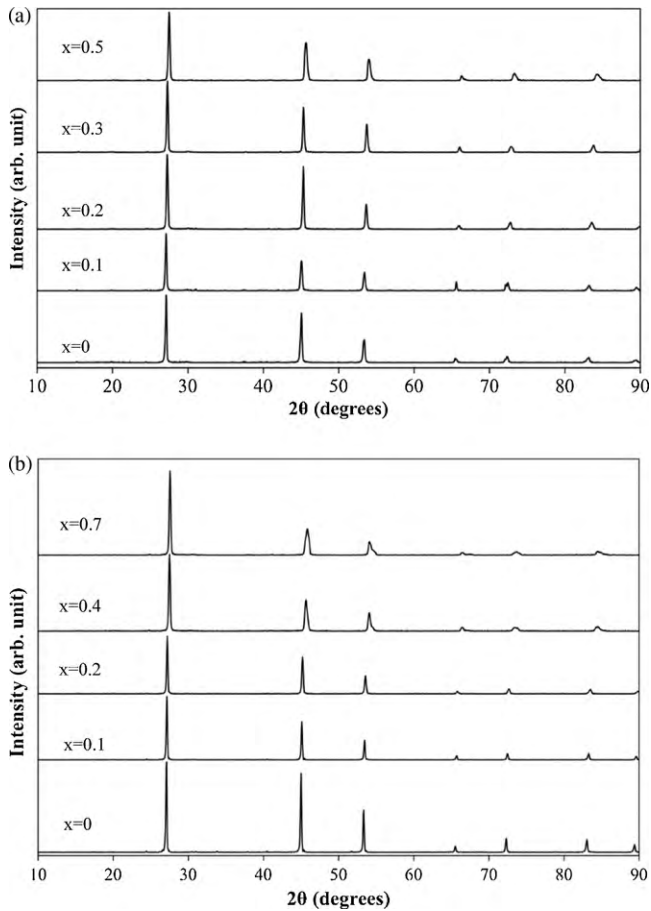 (a)
x=0.5
x=0.3
x=0.2
x=0.1
x=0
Intensity (arb. unit)
10 20 30 40 50 60 70 80 90
2θ (degrees)
(b)
x=0.7
x=0.4
x=0.2
x=0.1
x=0
Intensity (arb. unit)
10 20 30 40 50 60 70 80 90
2θ (degrees)